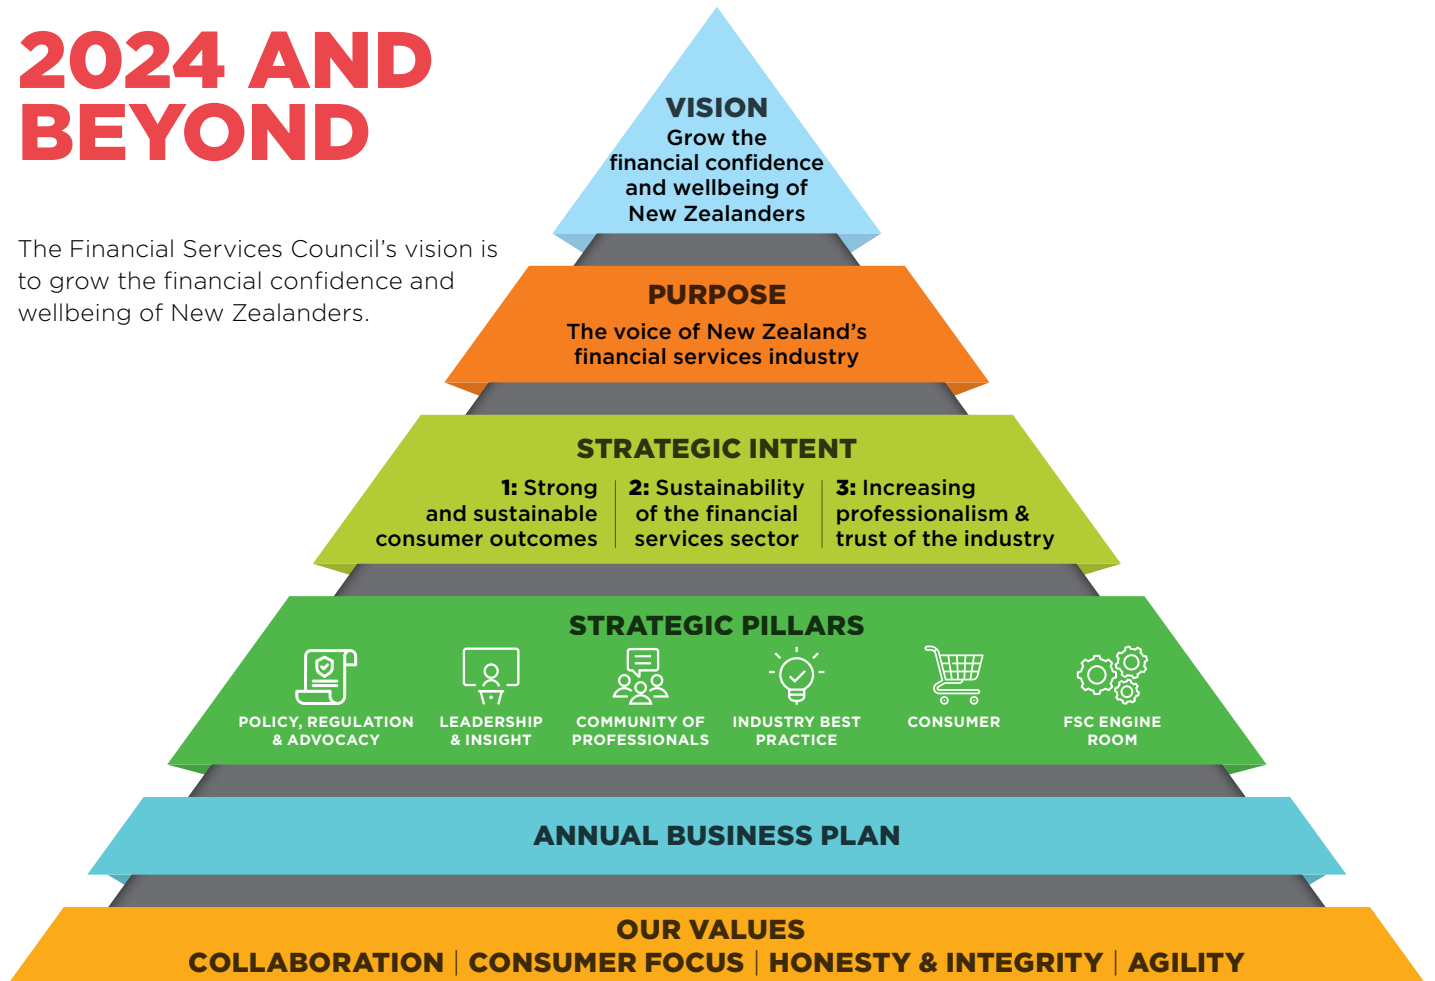 2024 AND
BEYOND
The Financial Services Council’s vision is
to grow the financial confidence and
wellbeing of New Zealanders.
VISION
Grow the
financial confidence
and wellbeing of
New Zealanders
PURPOSE
The voice of New Zealand’s
financial services industry
STRATEGIC INTENT
1: Strong
and sustainable
consumer outcomes
2: Sustainability
of the financial
services sector
3: Increasing
professionalism &
trust of the industry
STRATEGIC PILLARS
POLICY, REGULATION
& ADVOCACY
LEADERSHIP
& INSIGHT
COMMUNITY OF
PROFESSIONALS
INDUSTRY BEST
PRACTICE
CONSUMER
FSC ENGINE
ROOM
ANNUAL BUSINESS PLAN
OUR VALUES
COLLABORATION | CONSUMER FOCUS | HONESTY & INTEGRITY | AGILITY